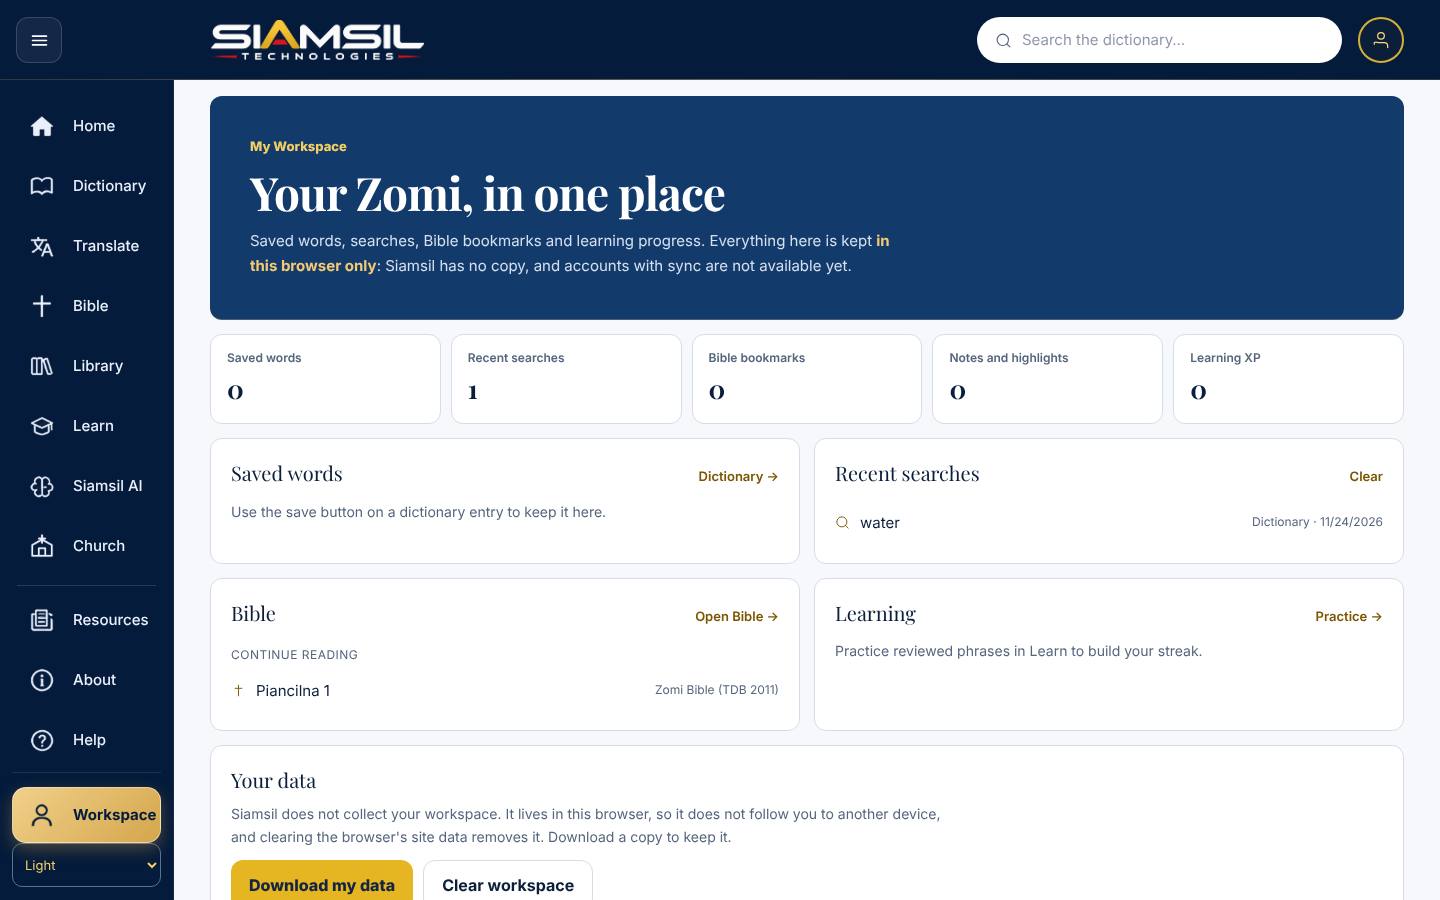 SIAMSIL
TECHNOLOGIES
Search the dictionary...
Home
Dictionary
Translate
Bible
Library
Learn
Siamsil AI
Church
Resources
About
Help
Workspace
Light
My Workspace
Your Zomi, in one place
Saved words, searches, Bible bookmarks and learning progress. Everything here is kept in
this browser only: Siamsil has no copy, and accounts with sync are not available yet.
Saved words
0
Recent searches
1
Bible bookmarks
0
Notes and highlights
0
Learning XP
0
Saved words
Dictionary →
Use the save button on a dictionary entry to keep it here.
Recent searches
Clear
water
Dictionary · 11/24/2026
Bible
Open Bible →
CONTINUE READING
Piancilna 1
Zomi Bible (TDB 2011)
Learning
Practice →
Practice reviewed phrases in Learn to build your streak.
Your data
Siamsil does not collect your workspace. It lives in this browser, so it does not follow you to another device,
and clearing the browser's site data removes it. Download a copy to keep it.
Download my data
Clear workspace